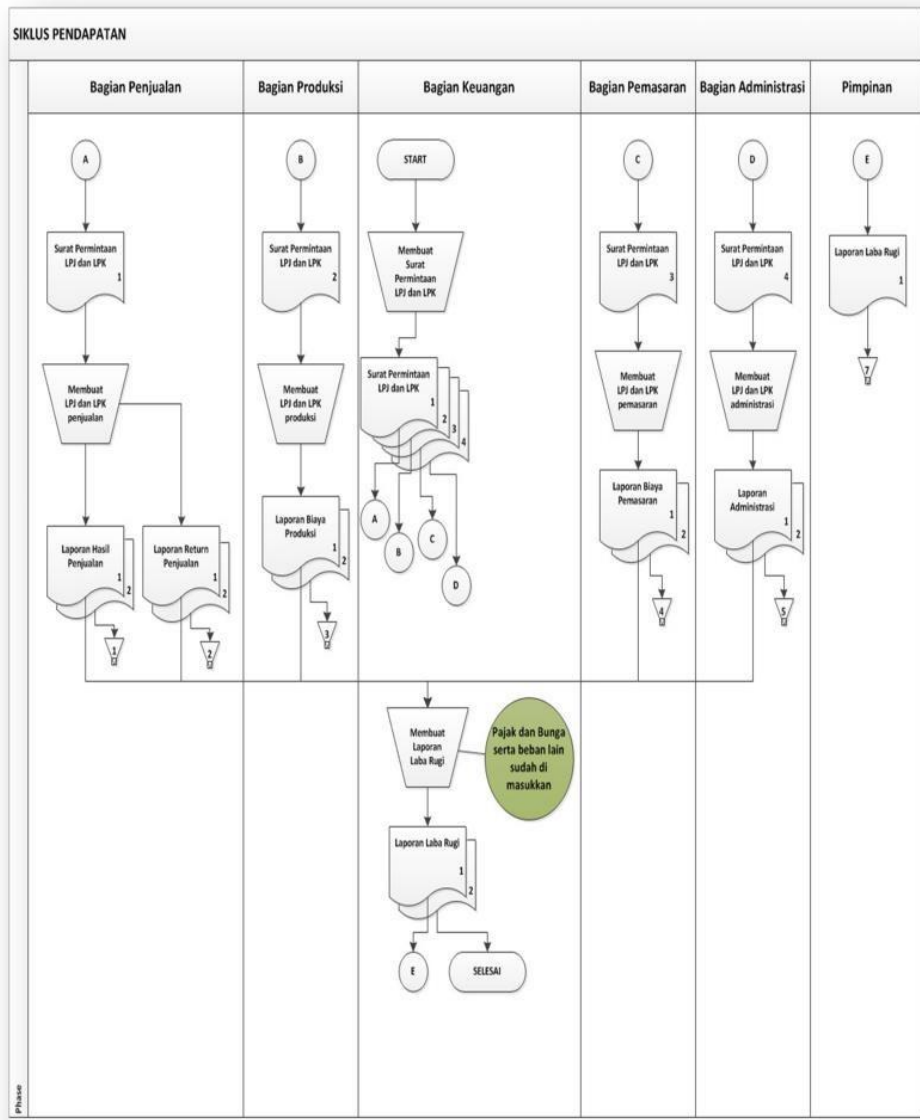 SIKLUS PENDAPATAN
Bagian Penjualan
Bagian Produksi
Bagian Keuangan
Bagian Pemasaran
Bagian Administrasi
Pimpinan
A
Surat Permintaan
LPJ dan LPK
1
Membuat
LPJ dan LPK
penjualan
Laporan Hasil
Penjualan
1
2
1
Laporan Return
Penjualan
1
2
2
B
Surat Permintaan
LPJ dan LPK
2
Membuat
LPJ dan LPK
produksi
Laporan Biaya
Produksi
1
2
3
START
Membuat
Surat
Permintaan
LPJ dan LPK
Surat Permintaan
LPJ dan LPK
1
2
3
4
A
B
C
D
Membuat
Laporan
Laba Rugi
Pajak dan Bunga
serta beban lain
sudah di
masukkan
Laporan Laba Rugi
1
2
E
SELESAI
C
Surat Permintaan
LPJ dan LPK
3
Membuat
LPJ dan LPK
pemasaran
Laporan Biaya
Pemasaran
1
2
4
D
Surat Permintaan
LPJ dan LPK
4
Membuat
LPJ dan LPK
administrasi
Laporan
Administrasi
1
2
5
E
Laporan Laba Rugi
1
7
Phase